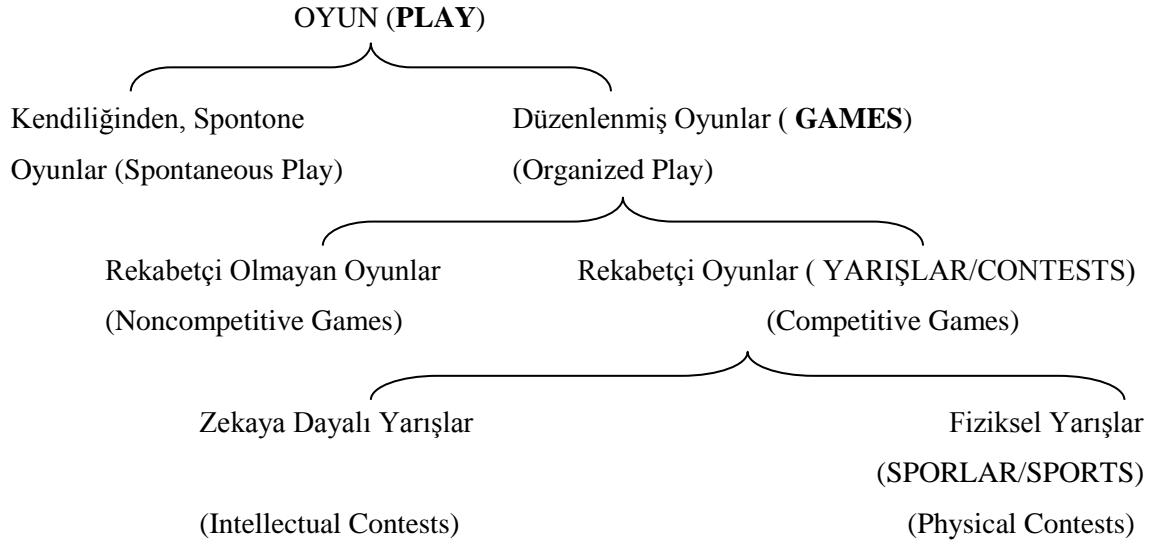 OYUN (PLAY)
Kendiliğinden, Spontone
Oyunlar (Spontaneous Play)
Düzenlenmiş Oyunlar ( GAMES)
(Organized Play)
Rekabetçi Olmayan Oyunlar
(Noncompetitive Games)
Rekabetçi Oyunlar ( YARIŞLAR/CONTESTS)
(Competitive Games)
Zekaya Dayalı Yarışlar
(Intellectual Contests)
Fiziksel Yarışlar
(SPORLAR/SPORTS)
(Physical Contests)